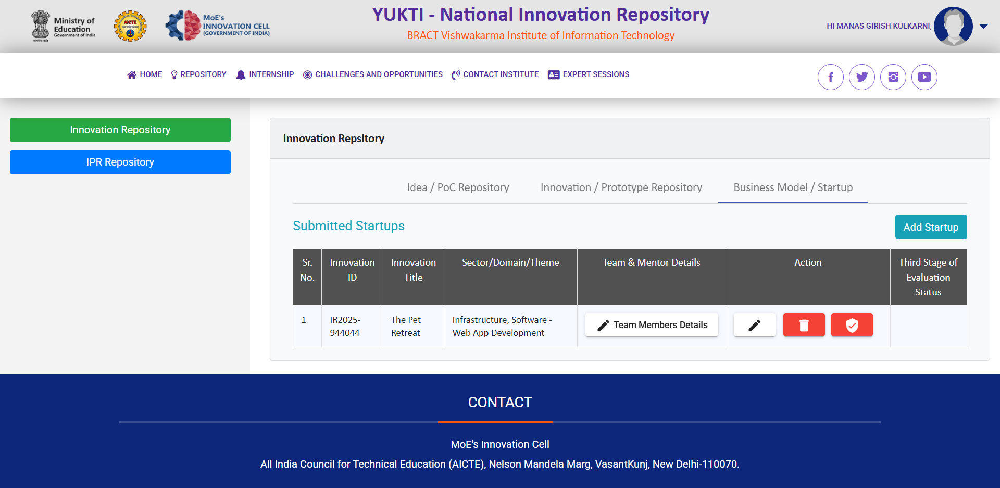 Ministry of
Education
Government of India
AICTE
MoE's
INNOVATION CELL
(GOVERNMENT OF INDIA)
YUKTI - National Innovation Repository
BRACT Vishwakarma Institute of Information Technology
HI MANAS GIRISH KULKARNI,
HOME REPOSITORY INTERNSHIP CHALLENGES AND OPPORTUNITIES CONTACT INSTITUTE EXPERT SESSIONS
Innovation Repository
IPR Repository
Innovation Repsitory
Idea / PoC Repository Innovation / Prototype Repository Business Model / Startup
Submitted Startups
Add Startup
Sr. No. Innovation ID Innovation Title Sector/Domain/Theme Team & Mentor Details Action Third Stage of Evaluation Status
1 IR2025-944044 The Pet Retreat Infrastructure, Software - Web App Development Team Members Details
CONTACT
MoE's Innovation Cell
All India Council for Technical Education (AICTE), Nelson Mandela Marg, VasantKunj, New Delhi-110070.